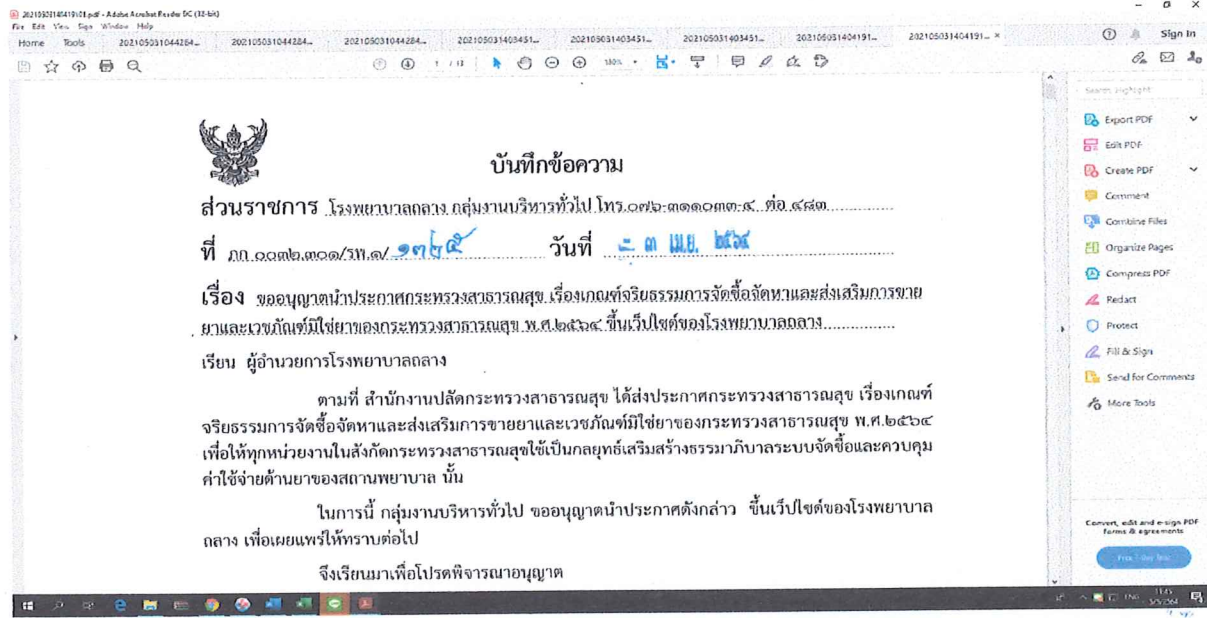 20210503140419101.pdf - Adobe Acrobat Reader DC (32-bit)
File Edit View Sign Window Help
Home Tools 202105031044284... 202105031044284... 202105031044284... 202105031403451... 202105031403451... 202105031403451... 202105031404191... 202105031404191... × Sign In
บันทึกข้อความ
ส่วนราชการ โรงพยาบาลถลาง กลุ่มงานบริหารทั่วไป โทร.๐๗๖-๓๑๑๐๓๓-๔ ต่อ ๔๘๓
ที่ ภก ๐๐๓๒.๓๐๑/รพ.๑/๑๓๒๕ วันที่ ๓ เม.ย. ๒๕๖๔
เรื่อง ขออนุญาตนำประกาศกระทรวงสาธารณสุข เรื่องเกณฑ์จริยธรรมการจัดซื้อจัดหาและส่งเสริมการขาย
ยาและเวชภัณฑ์มิใช่ยาของกระทรวงสาธารณสุข พ.ศ.๒๕๖๔ ขึ้นเว็ปไซต์ของโรงพยาบาลถลาง
เรียน ผู้อำนวยการโรงพยาบาลถลาง
ตามที่ สำนักงานปลัดกระทรวงสาธารณสุข ได้ส่งประกาศกระทรวงสาธารณสุข เรื่องเกณฑ์
จริยธรรมการจัดซื้อจัดหาและส่งเสริมการขายยาและเวชภัณฑ์มิใช่ยาของกระทรวงสาธารณสุข พ.ศ.๒๕๖๔
เพื่อให้ทุกหน่วยงานในสังกัดกระทรวงสาธารณสุขใช้เป็นกลยุทธ์เสริมสร้างธรรมาภิบาลระบบจัดซื้อและควบคุม
ค่าใช้จ่ายด้านยาของสถานพยาบาล นั้น
ในการนี้ กลุ่มงานบริหารทั่วไป ขออนุญาตนำประกาศดังกล่าว ขึ้นเว็ปไซต์ของโรงพยาบาล
ถลาง เพื่อเผยแพร่ให้ทราบต่อไป
จึงเรียนมาเพื่อโปรดพิจารณาอนุญาต
Export PDF
Edit PDF
Create PDF
Comment
Combine Files
Organize Pages
Compress PDF
Redact
Protect
Fill & Sign
Send for Comments
More Tools
Convert, edit and e-sign PDF
forms & agreements
ENG